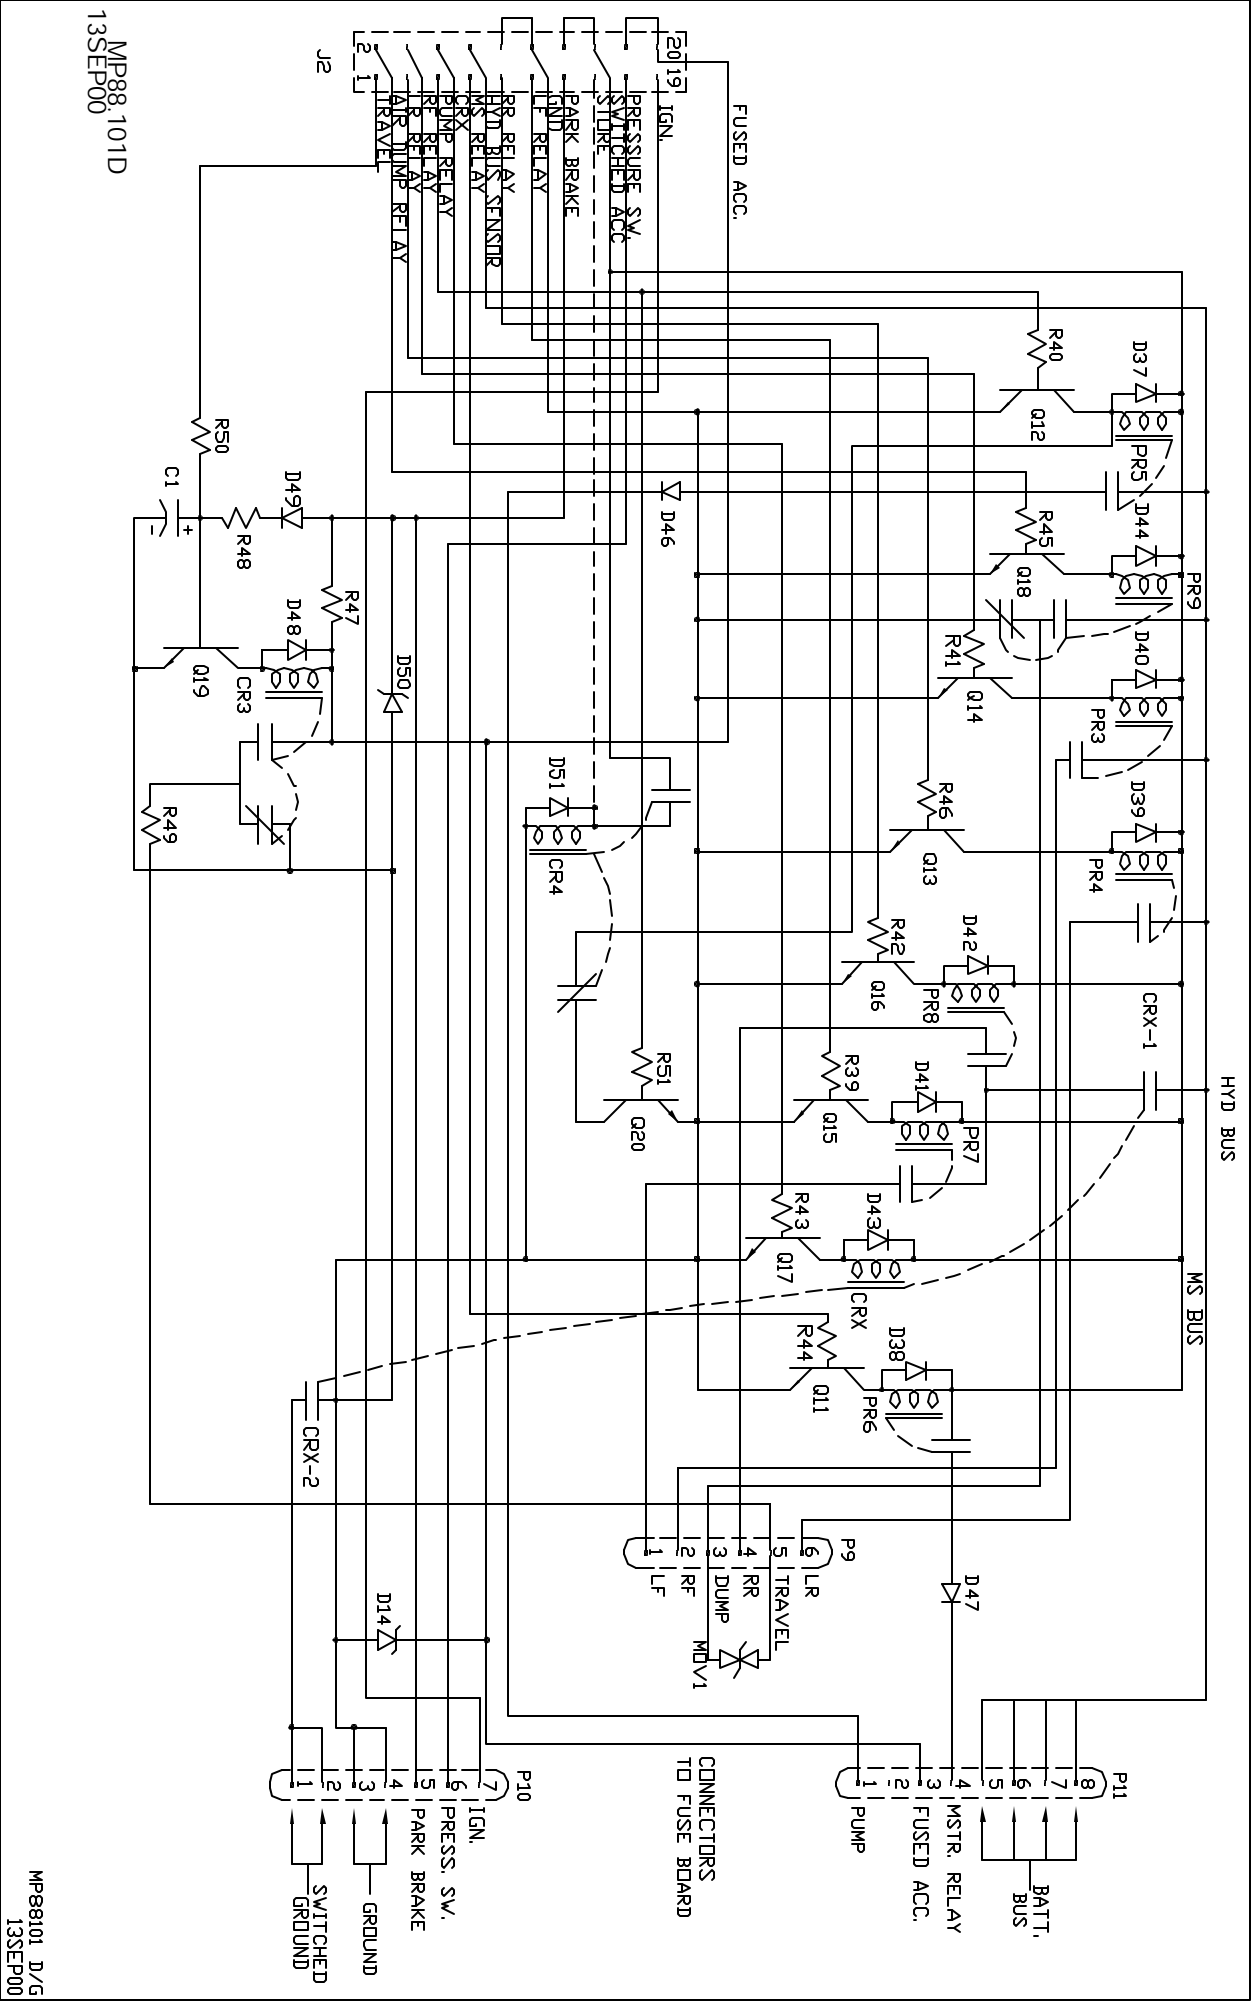 MP88.101D
13SEP00
J2
2
1
20
19
FUSED ACC.
IGN.
PRESSURE SW.
SWITCHED ACC
STORE
PARK BRAKE
GND
LF RELAY
RR RELAY
HYD BUS SENSOR
MS RELAY
CRX
PUMP RELAY
RF RELAY
LR RELAY
AIR DUMP RELAY
TRAVEL
R40
D37
Q12
PR5
R50
C1
-
+
D49
R48
D46
R45
D44
Q18
PR9
R47
D48
D50
Q19
CR3
R41
D40
Q14
PR3
R49
D51
CR4
R46
D39
Q13
PR4
R42
D42
Q16
PR8
CRX-1
HYD BUS
R51
Q20
R39
D41
Q15
PR7
R43
D43
Q17
CRX
MS BUS
R44
D38
Q11
PR6
CRX-2
P9
6 LR
5 TRAVEL
4 RR
3 DUMP
2 RF
1 LF
MOV1
D47
D14
P10
7 IGN.
6 PRESS. SW.
5 PARK BRAKE
4
3
GROUND
2
1
SWITCHED
GROUND
CONNECTORS
TO FUSE BOARD
P11
8
7
6
5
BATT.
BUS
4 MSTR. RELAY
3 FUSED ACC.
2
1 PUMP
MP88101 D/G
13SEP00